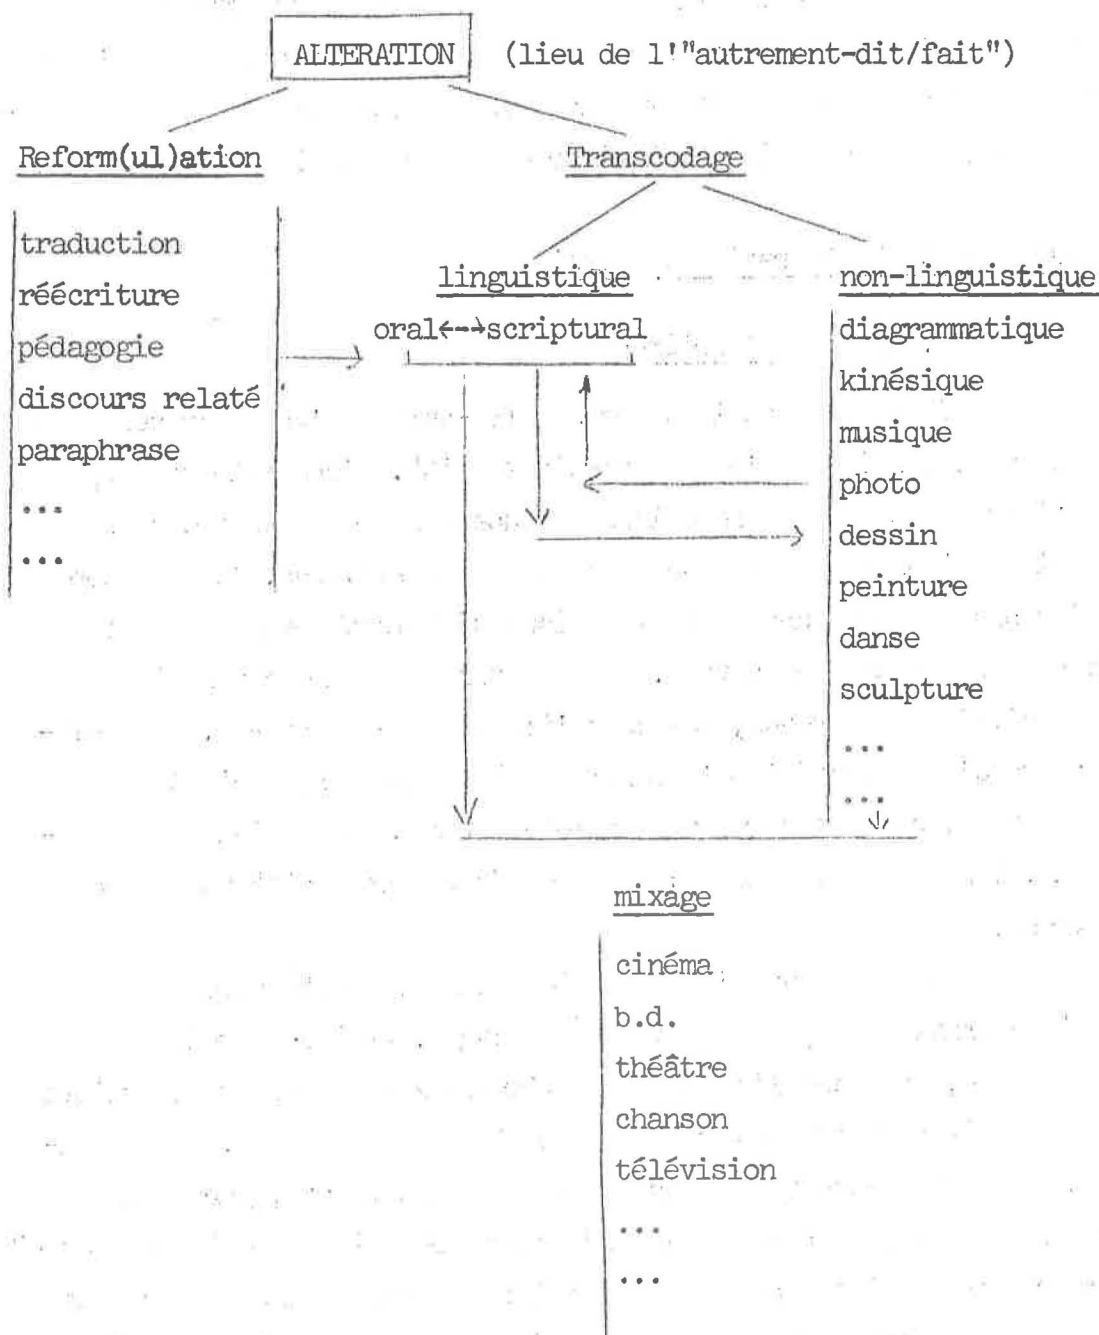 ALTERATION (lieu de l'"autrement-dit/fait")
Reform(ul)ation
traduction
réécriture
pédagogie
discours relaté
paraphrase
...
...
Transcodage
linguistique
oral<-->scriptural
non-linguistique
diagrammatique
kinésique
musique
photo
dessin
peinture
danse
sculpture
...
...
mixage
cinéma
b.d.
théâtre
chanson
télévision
...
...